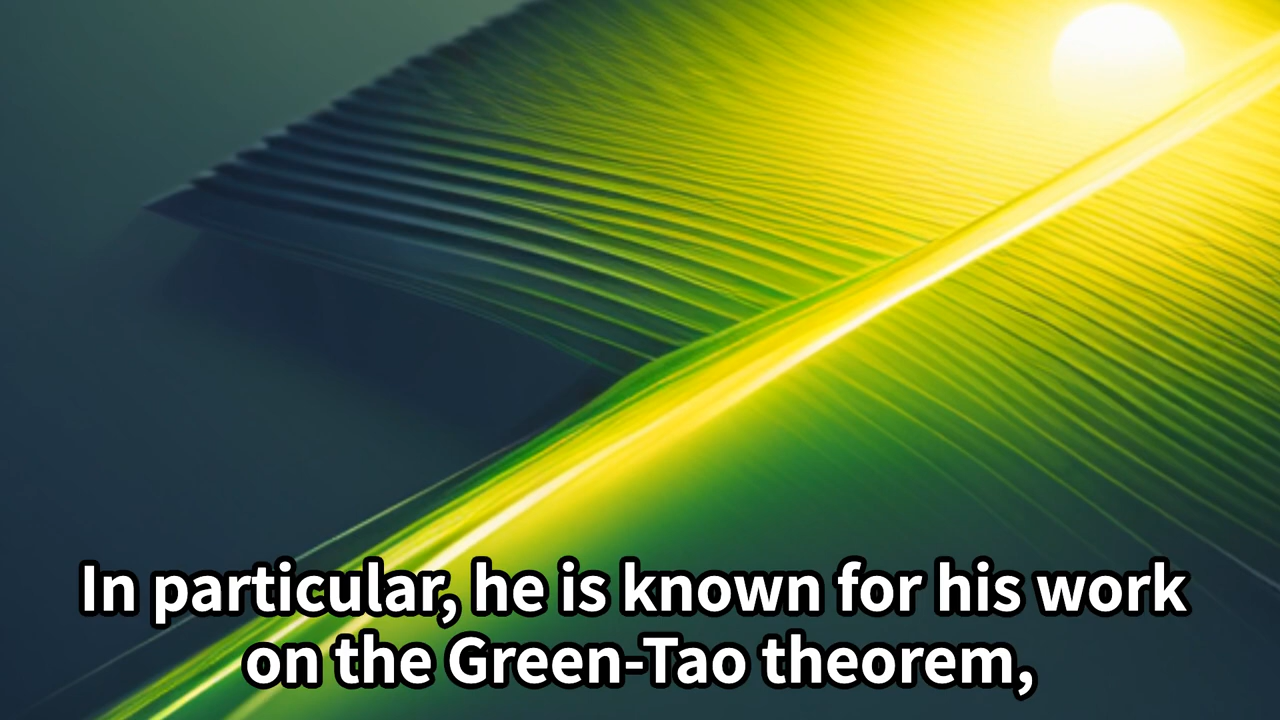 In particular, he is known for his work
on the Green-Tao theorem,